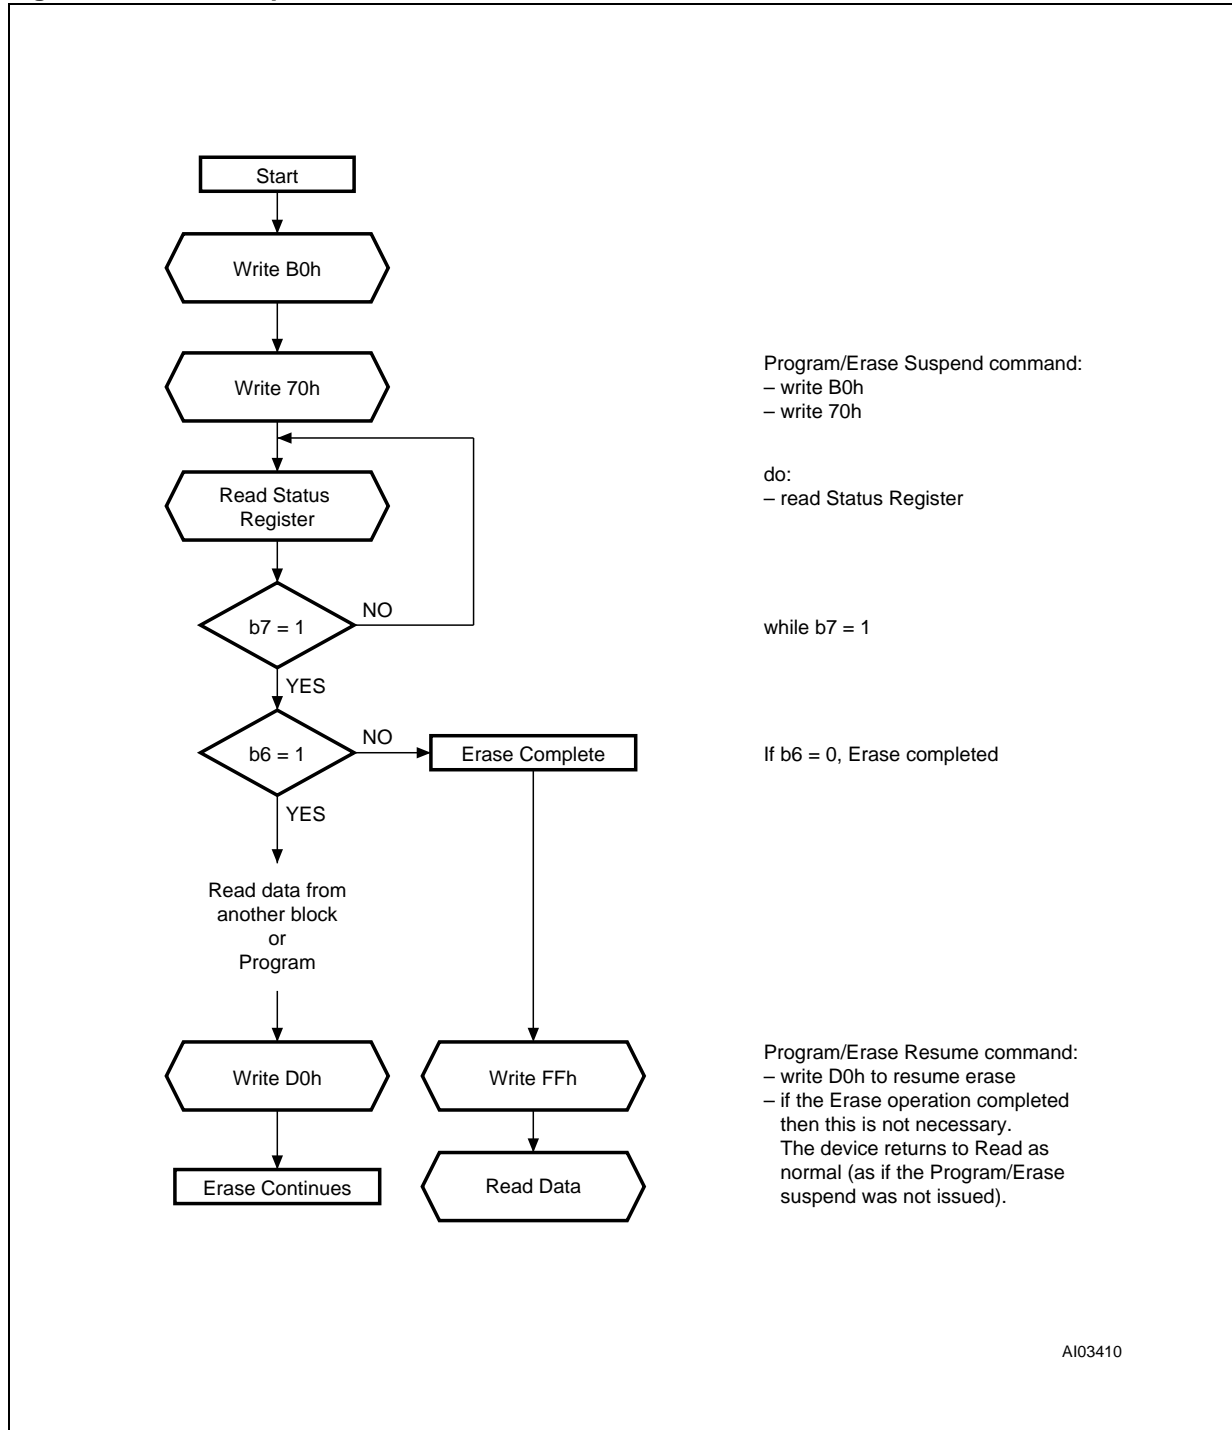 Start
Write B0h
Write 70h
Program/Erase Suspend command:
– write B0h
– write 70h
do:
– read Status Register
Read Status
Register
NO
b7 = 1
while b7 = 1
YES
NO
b6 = 1
Erase Complete
If b6 = 0, Erase completed
YES
Read data from
another block
or
Program
Write D0h
Write FFh
Program/Erase Resume command:
– write D0h to resume erase
– if the Erase operation completed
then this is not necessary.
The device returns to Read as
normal (as if the Program/Erase
suspend was not issued).
Erase Continues
Read Data
AI03410